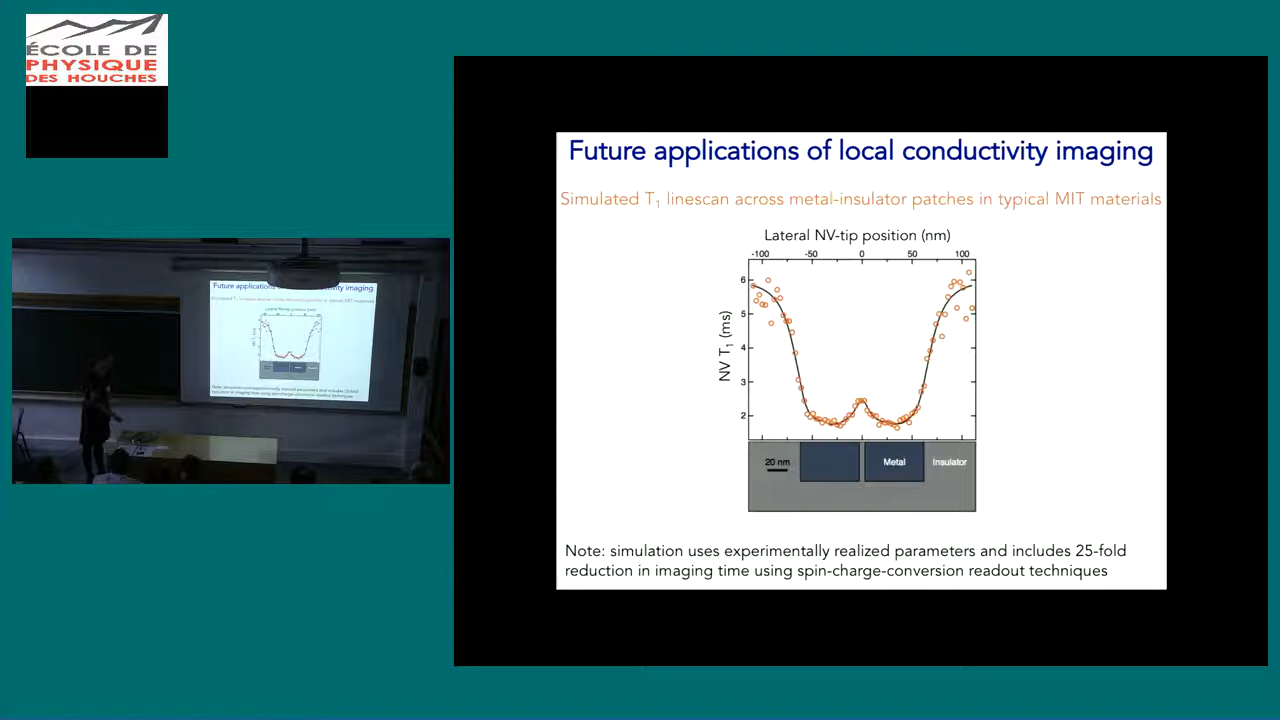 ÉCOLE DE
PHYSIQUE
DES HOUCHES
Future applications of local conductivity imaging
Simulated T₁ linescan across metal-insulator patches in typical MIT materials
Lateral NV-tip position (nm)
-100 -50 0 50 100
6
5
4
3
2
NV T₁ (ms)
20 nm Metal Insulator
Note: simulation uses experimentally realized parameters and includes 25-fold
reduction in imaging time using spin-charge-conversion readout techniques